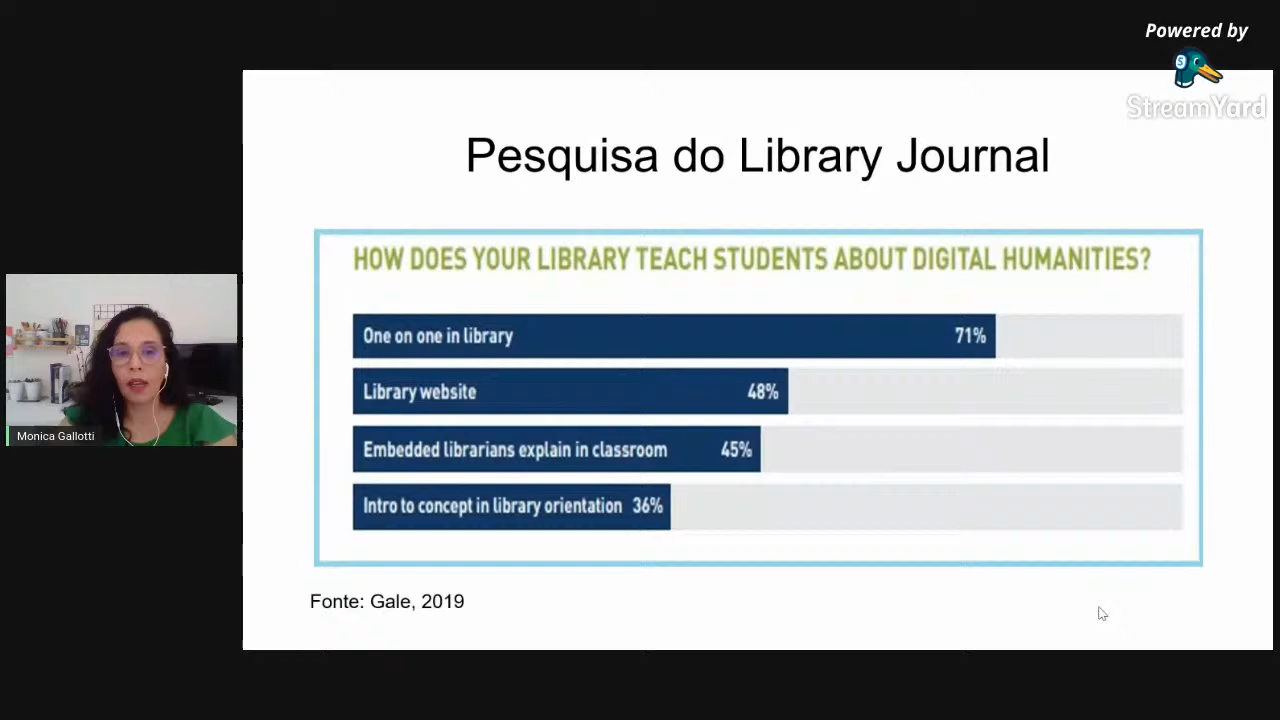 Powered by
StreamYard
Pesquisa do Library Journal
HOW DOES YOUR LIBRARY TEACH STUDENTS ABOUT DIGITAL HUMANITIES?
One on one in library 71%
Library website 48%
Embedded librarians explain in classroom 45%
Intro to concept in library orientation 36%
Monica Gallotti
Fonte: Gale, 2019